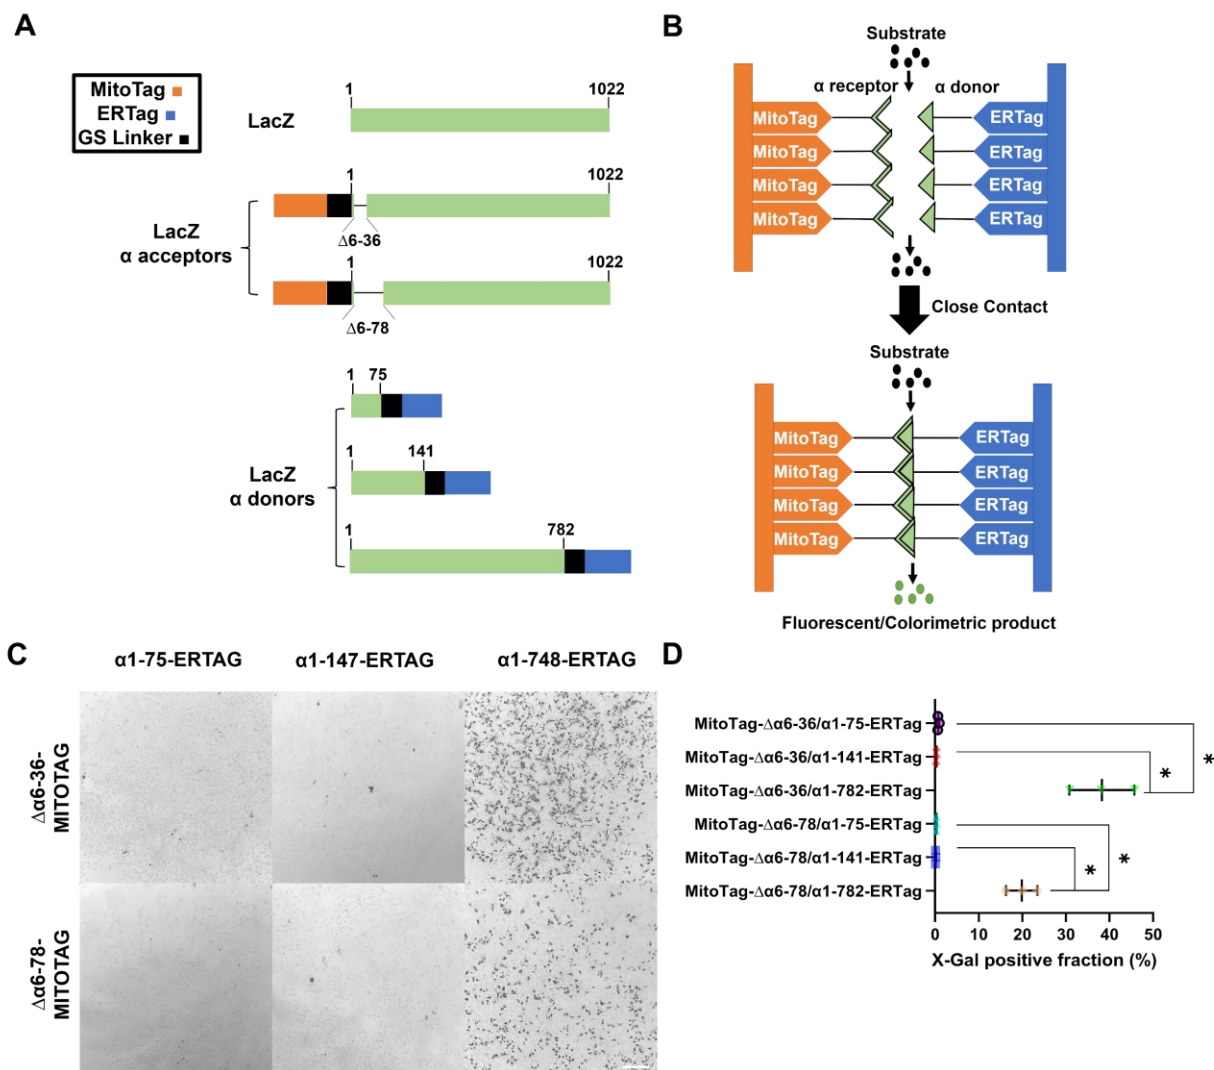 A
MitoTag
ERTag
GS Linker
LacZ
1
1022
LacZ
α acceptors
1
1022
Δ6-36
1
1022
Δ6-78
LacZ
α donors
1 75
1 141
1 782
B
Substrate
α receptor
α donor
MitoTag ERTag
MitoTag ERTag
MitoTag ERTag
MitoTag ERTag
Close Contact
Substrate
MitoTag ERTag
MitoTag ERTag
MitoTag ERTag
MitoTag ERTag
Fluorescent/Colorimetric product
C
α1-75-ERTAG
α1-147-ERTAG
α1-748-ERTAG
Δα6-36-
MITOTAG
Δα6-78-
MITOTAG
D
MitoTag-Δα6-36/α1-75-ERTag
MitoTag-Δα6-36/α1-141-ERTag
MitoTag-Δα6-36/α1-782-ERTag
MitoTag-Δα6-78/α1-75-ERTag
MitoTag-Δα6-78/α1-141-ERTag
MitoTag-Δα6-78/α1-782-ERTag
*
*
*
*
0 10 20 30 40 50
X-Gal positive fraction (%)